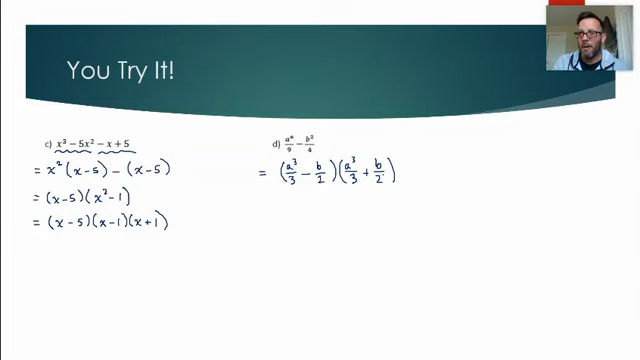 You Try It!
c) x³ − 5x² − x + 5
= x²(x−5) − (x−5)
= (x−5)(x²−1)
= (x−5)(x−1)(x+1)
d) a⁶/9 − b²/4
= (a³/3 − b/2)(a³/3 + b/2)